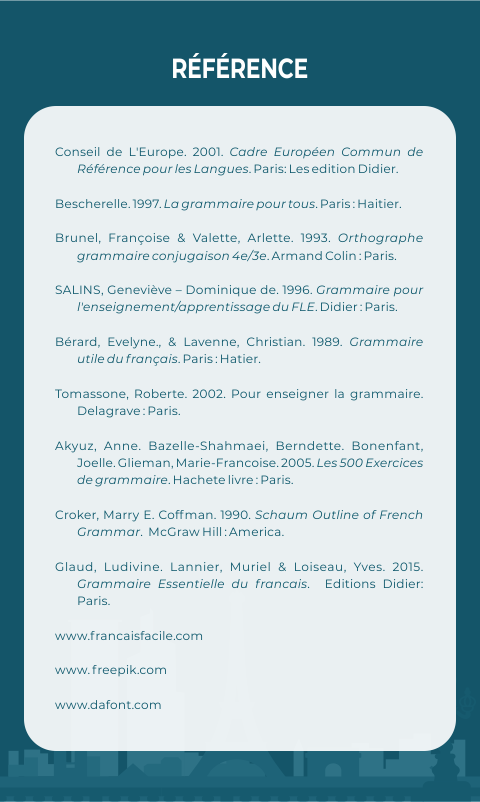 RÉFÉRENCE
Conseil de L'Europe. 2001. Cadre Européen Commun de
Référence pour les Langues. Paris: Les edition Didier.
Bescherelle. 1997. La grammaire pour tous. Paris : Haitier.
Brunel, Françoise & Valette, Arlette. 1993. Orthographe
grammaire conjugaison 4e/3e. Armand Colin : Paris.
SALINS, Geneviève – Dominique de. 1996. Grammaire pour
l'enseignement/apprentissage du FLE. Didier : Paris.
Bérard, Evelyne., & Lavenne, Christian. 1989. Grammaire
utile du français. Paris : Hatier.
Tomassone, Roberte. 2002. Pour enseigner la grammaire.
Delagrave : Paris.
Akyuz, Anne. Bazelle-Shahmaei, Berndette. Bonenfant,
Joelle. Glieman, Marie-Francoise. 2005. Les 500 Exercices
de grammaire. Hachete livre : Paris.
Croker, Marry E. Coffman. 1990. Schaum Outline of French
Grammar. McGraw Hill : America.
Glaud, Ludivine. Lannier, Muriel & Loiseau, Yves. 2015.
Grammaire Essentielle du francais. Editions Didier:
Paris.
www.francaisfacile.com
www.freepik.com
www.dafont.com